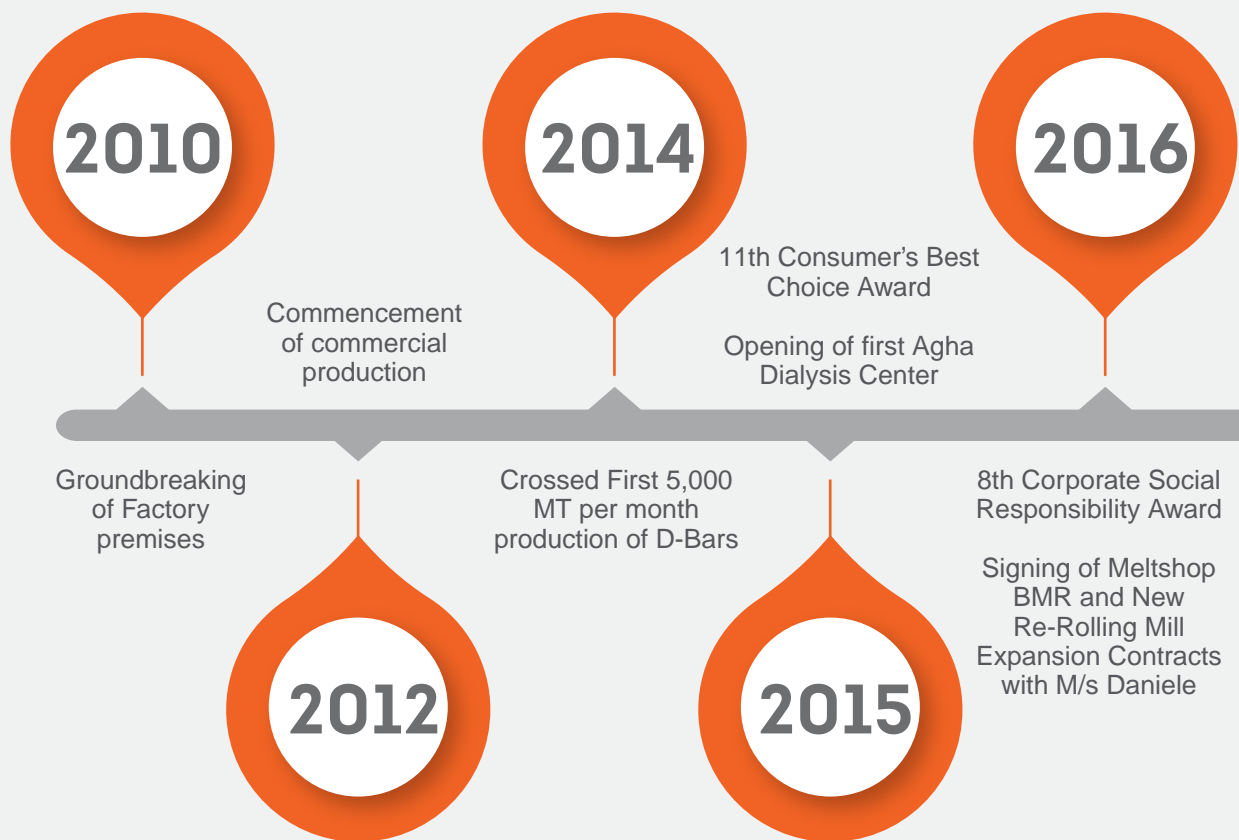 2010
Groundbreaking
of Factory
premises
Commencement
of commercial
production
2012
2014
Crossed First 5,000
MT per month
production of D-Bars
11th Consumer's Best
Choice Award
Opening of first Agha
Dialysis Center
2015
2016
8th Corporate Social
Responsibility Award
Signing of Meltshop
BMR and New
Re-Rolling Mill
Expansion Contracts
with M/s Daniele